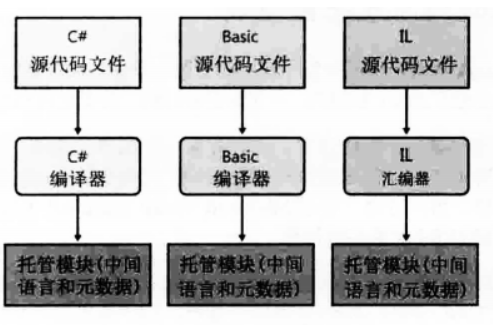 C#
源代码文件
Basic
源代码文件
IL
源代码文件
C#
编译器
Basic
编译器
IL
汇编器
托管模块(中间
语言和元数据)
托管模块(中间
语言和元数据)
托管模块(中间
语言和元数据)